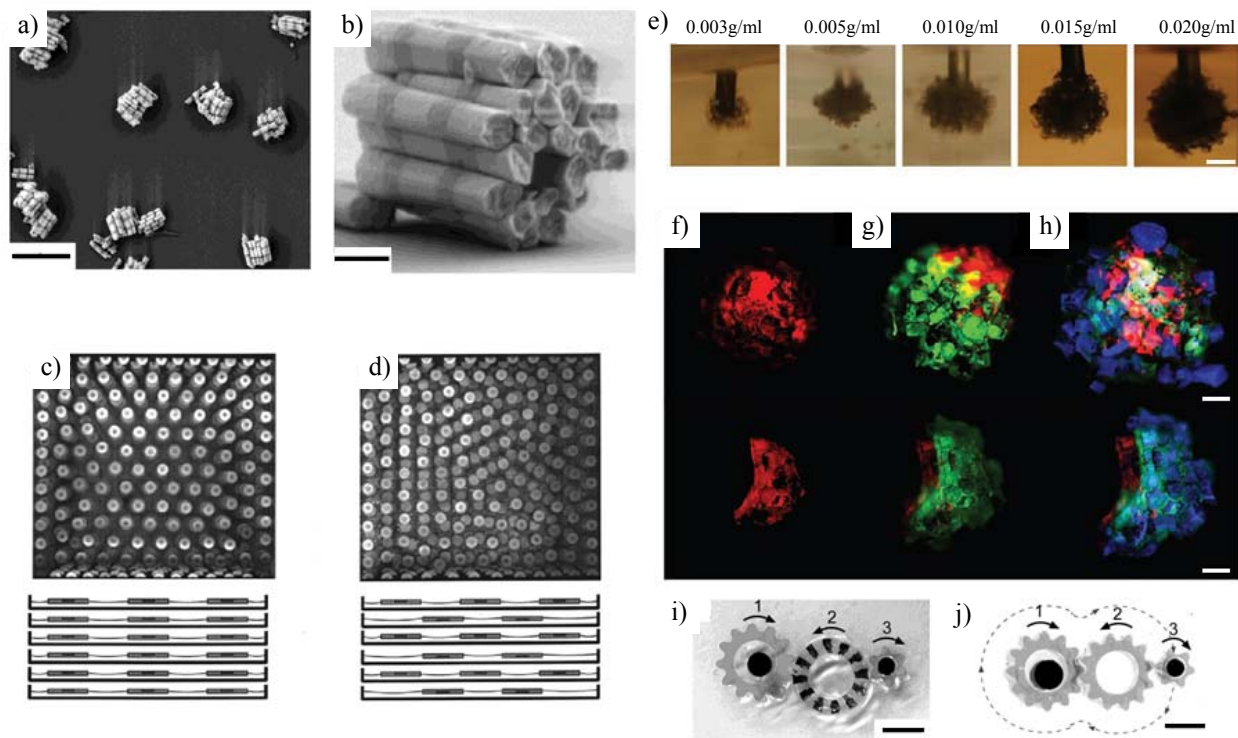 a)
b)
e)
0.003g/ml
0.005g/ml
0.010g/ml
0.015g/ml
0.020g/ml
f)
g)
h)
c)
d)
i)
1
2
3
j)
1
2
3